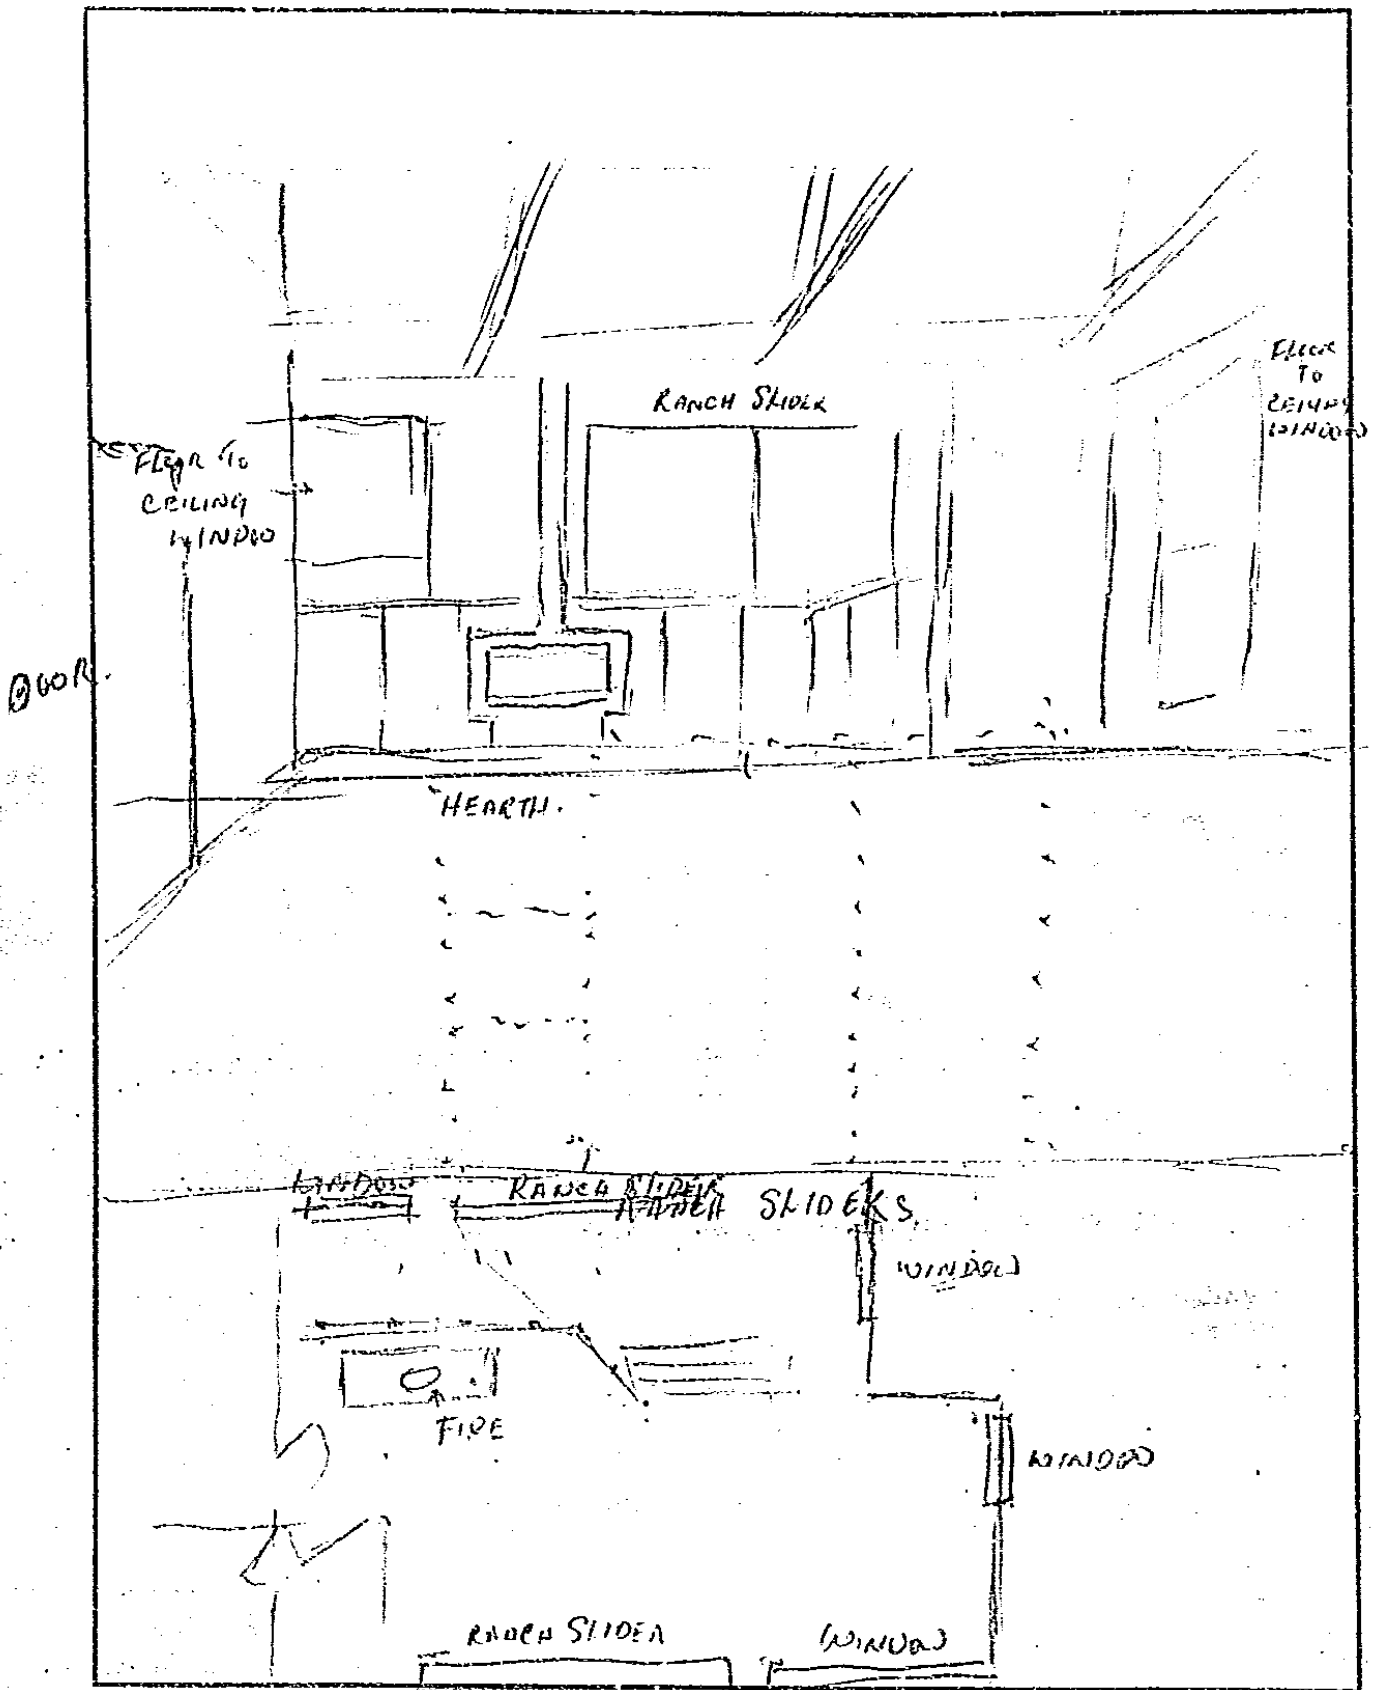 RANCH SLIDER
FLOOR
TO
CEILING
WINDOW
FLOOR TO
CEILING
WINDOW
DOOR.
HEARTH.
WINDOW
RANCH SLIDER
SLIDERS
WINDOW
FIRE
WINDOW
RANCH SLIDER
WINDOW